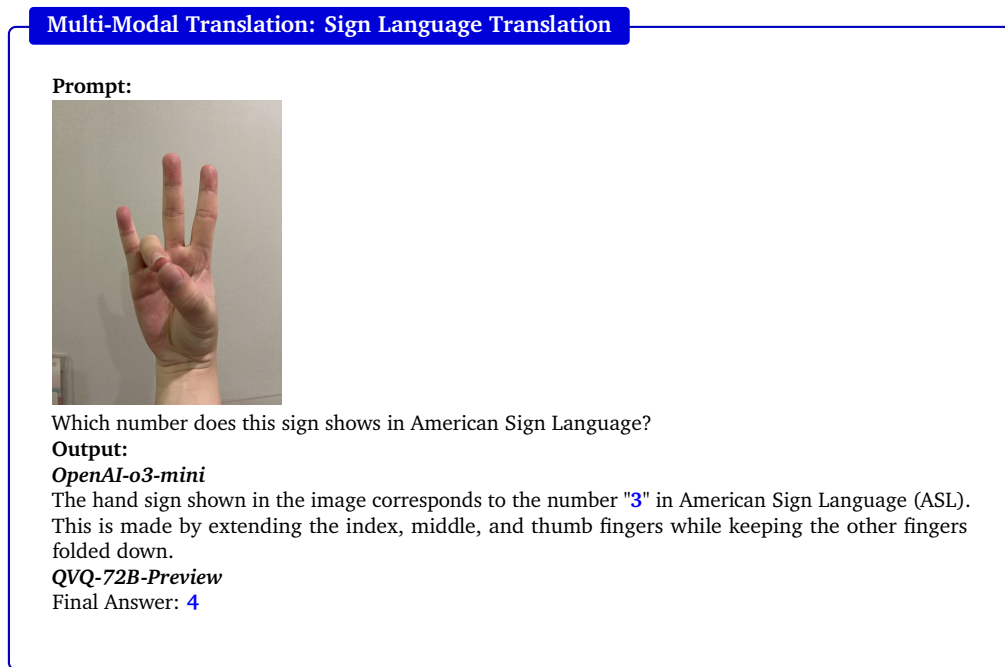 Multi-Modal Translation: Sign Language Translation
Prompt:
Which number does this sign shows in American Sign Language?
Output:
OpenAI-o3-mini
The hand sign shown in the image corresponds to the number "3" in American Sign Language (ASL).
This is made by extending the index, middle, and thumb fingers while keeping the other fingers
folded down.
QVQ-72B-Preview
Final Answer: 4